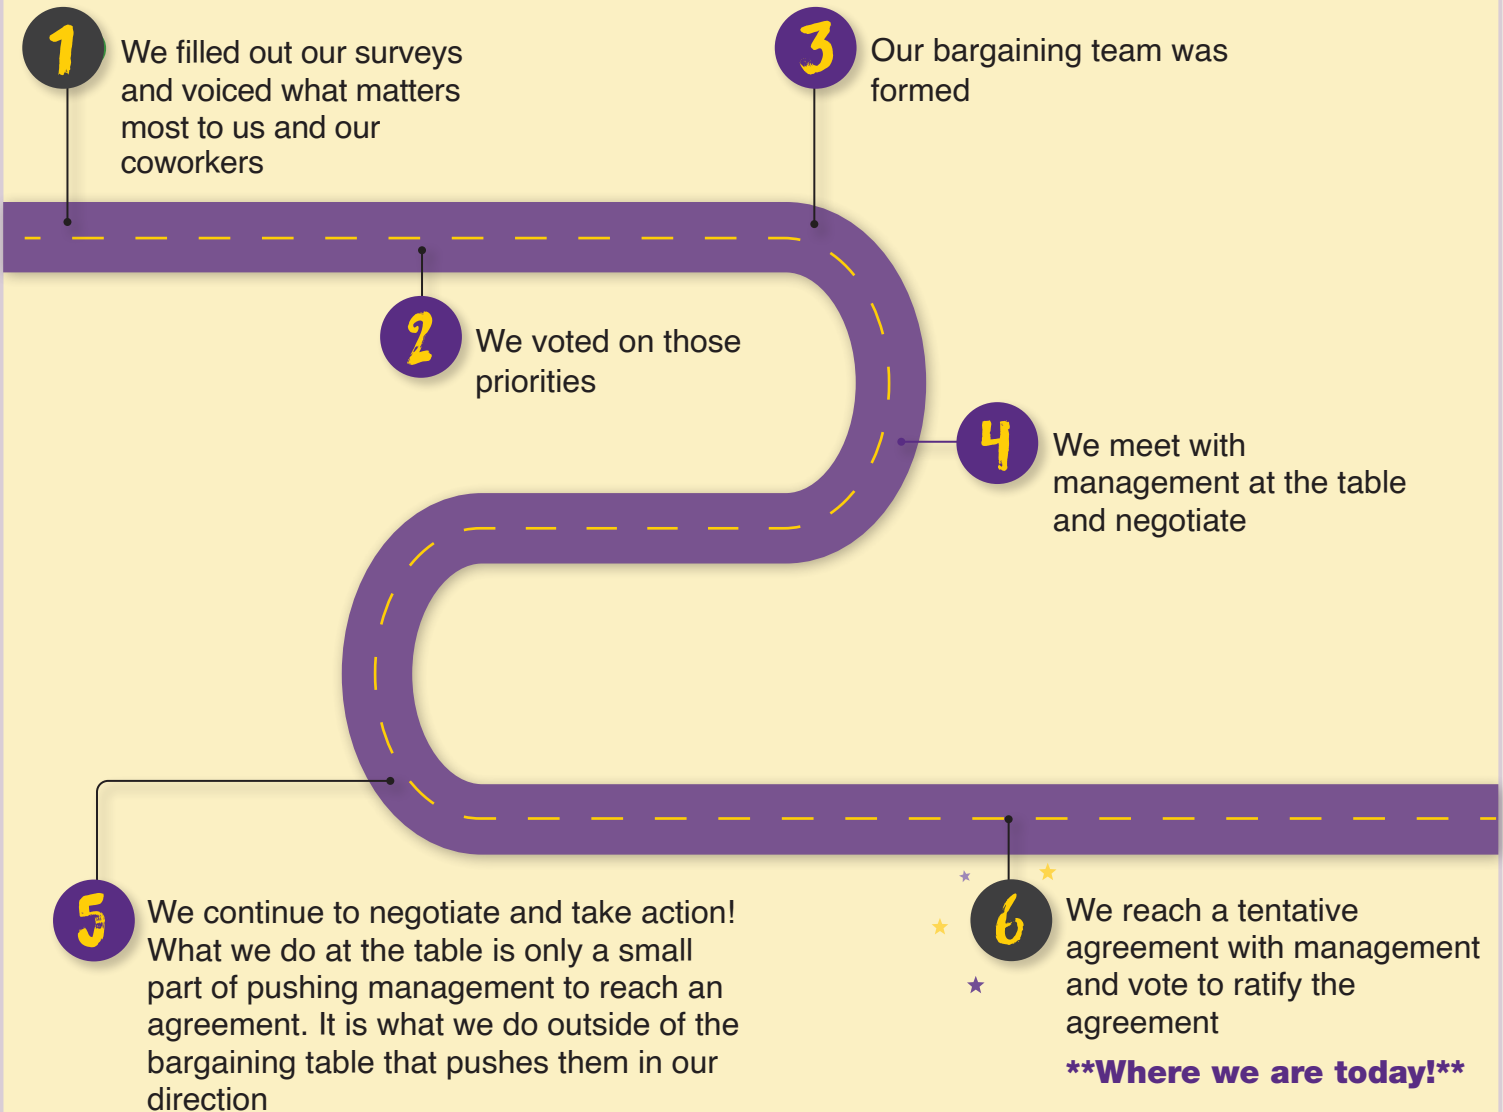 1
We filled out our surveys
and voiced what matters
most to us and our
coworkers
2
We voted on those
priorities
3
Our bargaining team was
formed
4
We meet with
management at the table
and negotiate
5
We continue to negotiate and take action!
What we do at the table is only a small
part of pushing management to reach an
agreement. It is what we do outside of the
bargaining table that pushes them in our
direction
6
We reach a tentative
agreement with management
and vote to ratify the
agreement
**Where we are today!**